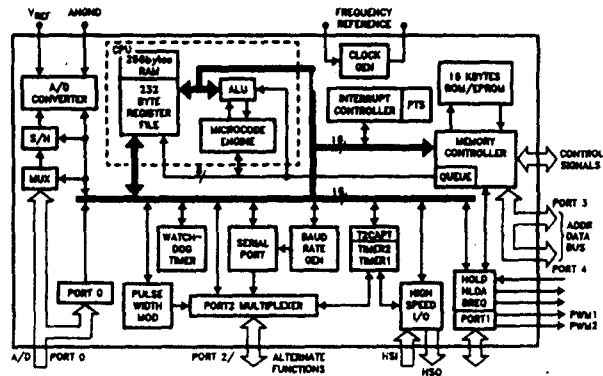 VREF
ANGND
FREQUENCY
REFERENCE
CPU
256bytes
RAM
232
BYTE
REGISTER
FILE
ALU
MICROCODE
ENGINE
CLOCK
GEN
16 KBYTES
ROM/EPROM
INTERRUPT
CONTROLLER
PTS
A/D
CONVERTER
S/H
MUX
MEMORY
CONTROLLER
QUEUE
CONTROL
SIGNALS
16
8
16
PORT 3
ADDR
DATA
BUS
PORT 4
WATCH-
DOG
TIMER
SERIAL
PORT
BAUD
RATE
GEN
T2CAPT
TIMER2
TIMER1
PORT 0
PULSE
WIDTH
MOD
PORT2 MULTIPLEXER
HIGH
SPEED
I/O
HOLD
HLDA
BREQ
PORT1
PWM1
PWM2
A/D
PORT 0
PORT 2/
ALTERNATE
FUNCTIONS
HSI
HSO